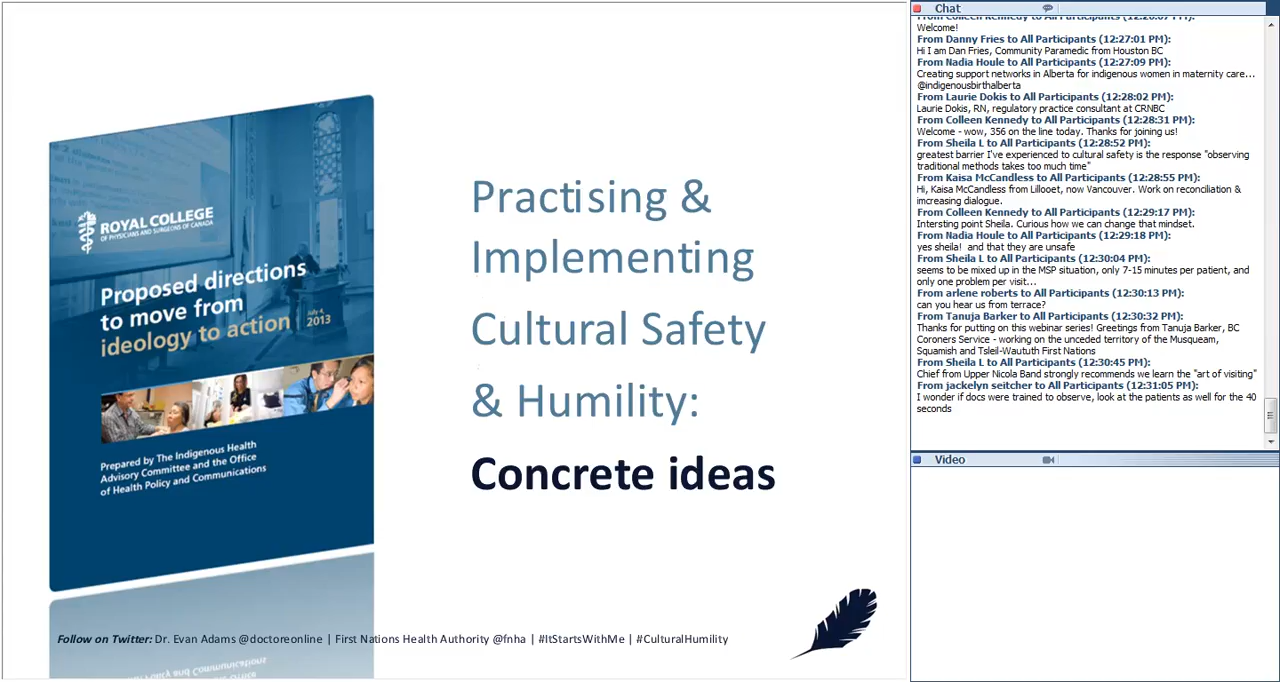 ROYAL COLLEGE
OF PHYSICIANS AND SURGEONS OF CANADA
Proposed directions
to move from
ideology to action
July 4,
2013
Prepared by The Indigenous Health
Advisory Committee and the Office
of Health Policy and Communications
Practising &
Implementing
Cultural Safety
& Humility:
Concrete ideas
Follow on Twitter: Dr. Evan Adams @doctoreonline | First Nations Health Authority @fnha | #ItStartsWithMe | #CulturalHumility
Chat
Welcome!
From Danny Fries to All Participants (12:27:01 PM):
Hi I am Dan Fries, Community Paramedic from Houston BC
From Nadia Houle to All Participants (12:27:09 PM):
Creating support networks in Alberta for indigenous women in maternity care...
@indigenousbirthalberta
From Laurie Dokis to All Participants (12:28:02 PM):
Laurie Dokis, RN, regulatory practice consultant at CRNBC
From Colleen Kennedy to All Participants (12:28:31 PM):
Welcome - wow, 356 on the line today. Thanks for joining us!
From Sheila L to All Participants (12:28:52 PM):
greatest barrier I've experienced to cultural safety is the response "observing
traditional methods takes too much time"
From Kaisa McCandless to All Participants (12:28:55 PM):
Hi, Kaisa McCandless from Lillooet, now Vancouver. Work on reconciliation &
imcreasing dialogue.
From Colleen Kennedy to All Participants (12:29:17 PM):
Intersting point Sheila. Curious how we can change that mindset.
From Nadia Houle to All Participants (12:29:18 PM):
yes sheila! and that they are unsafe
From Sheila L to All Participants (12:30:04 PM):
seems to be mixed up in the MSP situation, only 7-15 minutes per patient, and
only one problem per visit...
From arlene roberts to All Participants (12:30:13 PM):
can you hear us from terrace?
From Tanuja Barker to All Participants (12:30:32 PM):
Thanks for putting on this webinar series! Greetings from Tanuja Barker, BC
Coroners Service - working on the unceded territory of the Musqueam,
Squamish and Tsleil-Waututh First Nations
From Sheila L to All Participants (12:30:45 PM):
Chief from Upper Nicola Band strongly recommends we learn the "art of visiting"
From jackelyn seitcher to All Participants (12:31:05 PM):
I wonder if docs were trained to observe, look at the patients as well for the 40
seconds
Video